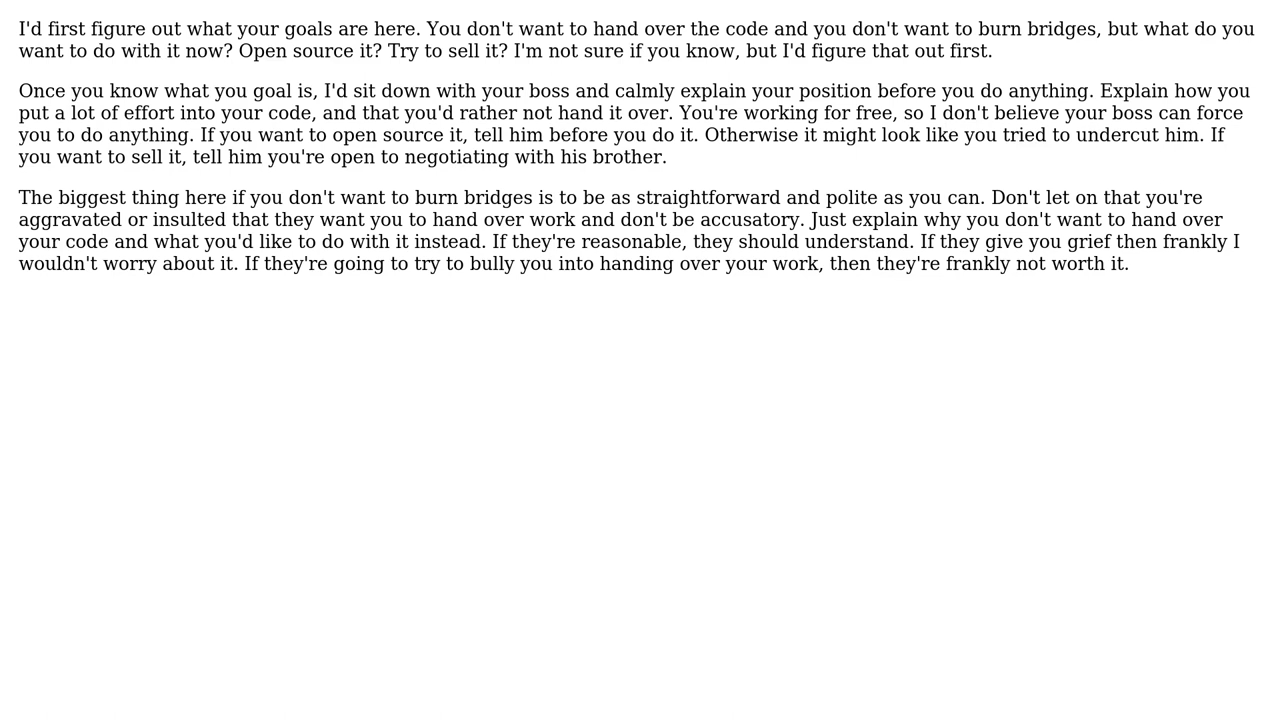 I'd first figure out what your goals are here. You don't want to hand over the code and you don't want to burn bridges, but what do you
want to do with it now? Open source it? Try to sell it? I'm not sure if you know, but I'd figure that out first.
Once you know what you goal is, I'd sit down with your boss and calmly explain your position before you do anything. Explain how you
put a lot of effort into your code, and that you'd rather not hand it over. You're working for free, so I don't believe your boss can force
you to do anything. If you want to open source it, tell him before you do it. Otherwise it might look like you tried to undercut him. If
you want to sell it, tell him you're open to negotiating with his brother.
The biggest thing here if you don't want to burn bridges is to be as straightforward and polite as you can. Don't let on that you're
aggravated or insulted that they want you to hand over work and don't be accusatory. Just explain why you don't want to hand over
your code and what you'd like to do with it instead. If they're reasonable, they should understand. If they give you grief then frankly I
wouldn't worry about it. If they're going to try to bully you into handing over your work, then they're frankly not worth it.